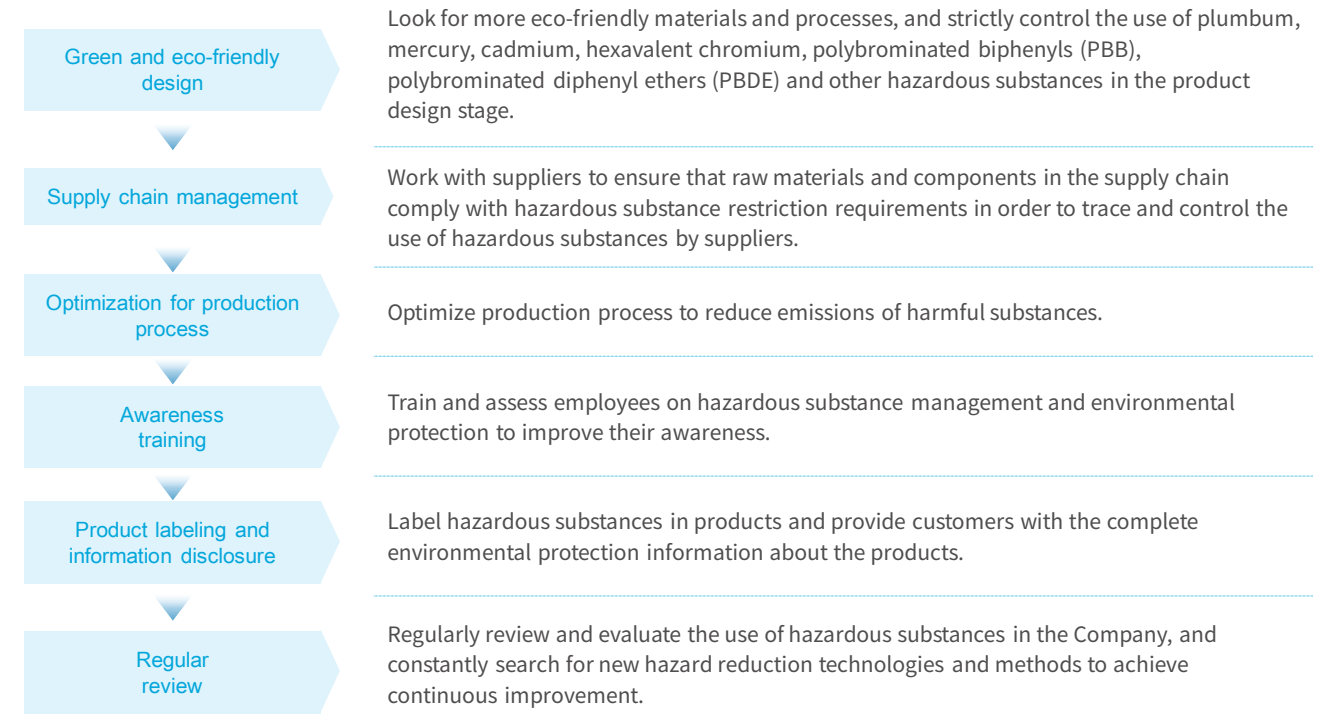 Green and eco-friendly
design
Look for more eco-friendly materials and processes, and strictly control the use of plumbum,
mercury, cadmium, hexavalent chromium, polybrominated biphenyls (PBB),
polybrominated diphenyl ethers (PBDE) and other hazardous substances in the product
design stage.
Supply chain management
Work with suppliers to ensure that raw materials and components in the supply chain
comply with hazardous substance restriction requirements in order to trace and control the
use of hazardous substances by suppliers.
Optimization for production
process
Optimize production process to reduce emissions of harmful substances.
Awareness
training
Train and assess employees on hazardous substance management and environmental
protection to improve their awareness.
Product labeling and
information disclosure
Label hazardous substances in products and provide customers with the complete
environmental protection information about the products.
Regular
review
Regularly review and evaluate the use of hazardous substances in the Company, and
constantly search for new hazard reduction technologies and methods to achieve
continuous improvement.